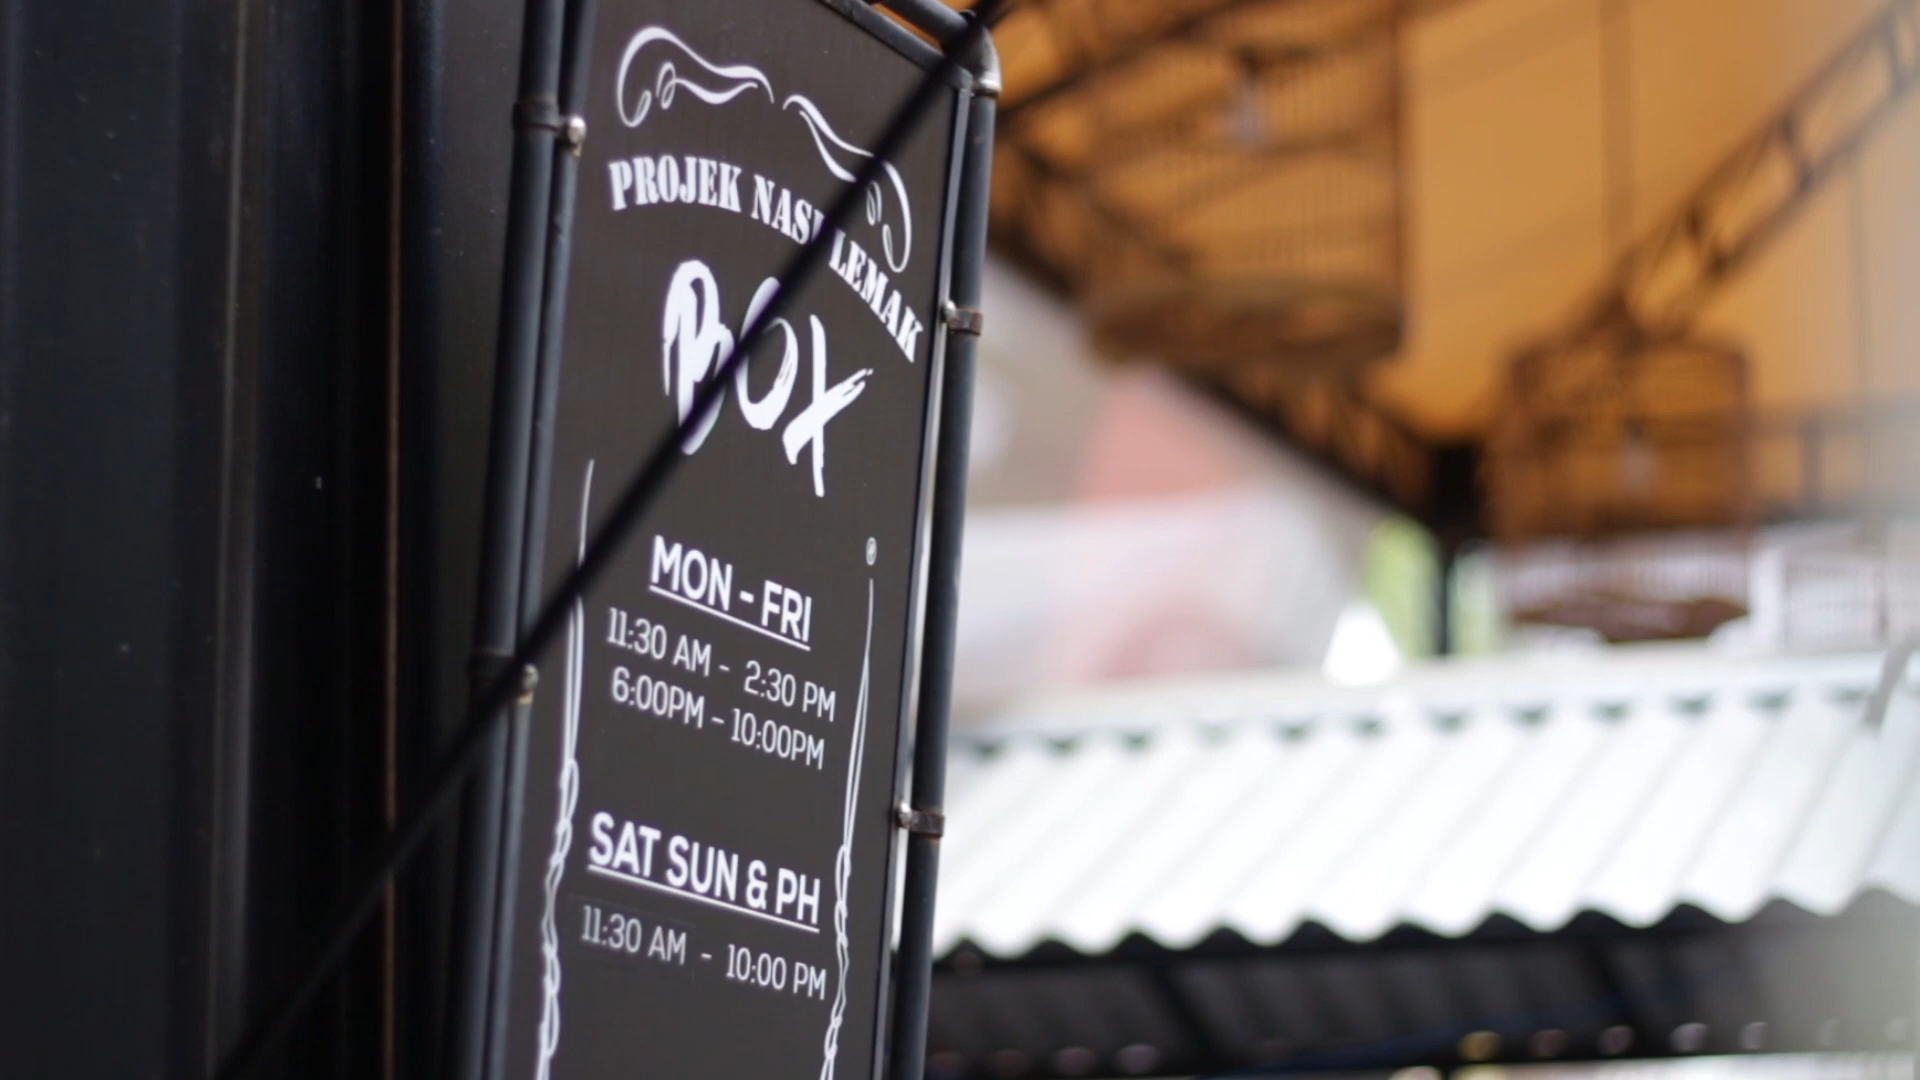 PROJEK NASI LEMAK
BOX
MON - FRI
11:30 AM - 2:30 PM
6:00PM - 10:00PM
SAT SUN & PH
11:30 AM - 10:00 PM